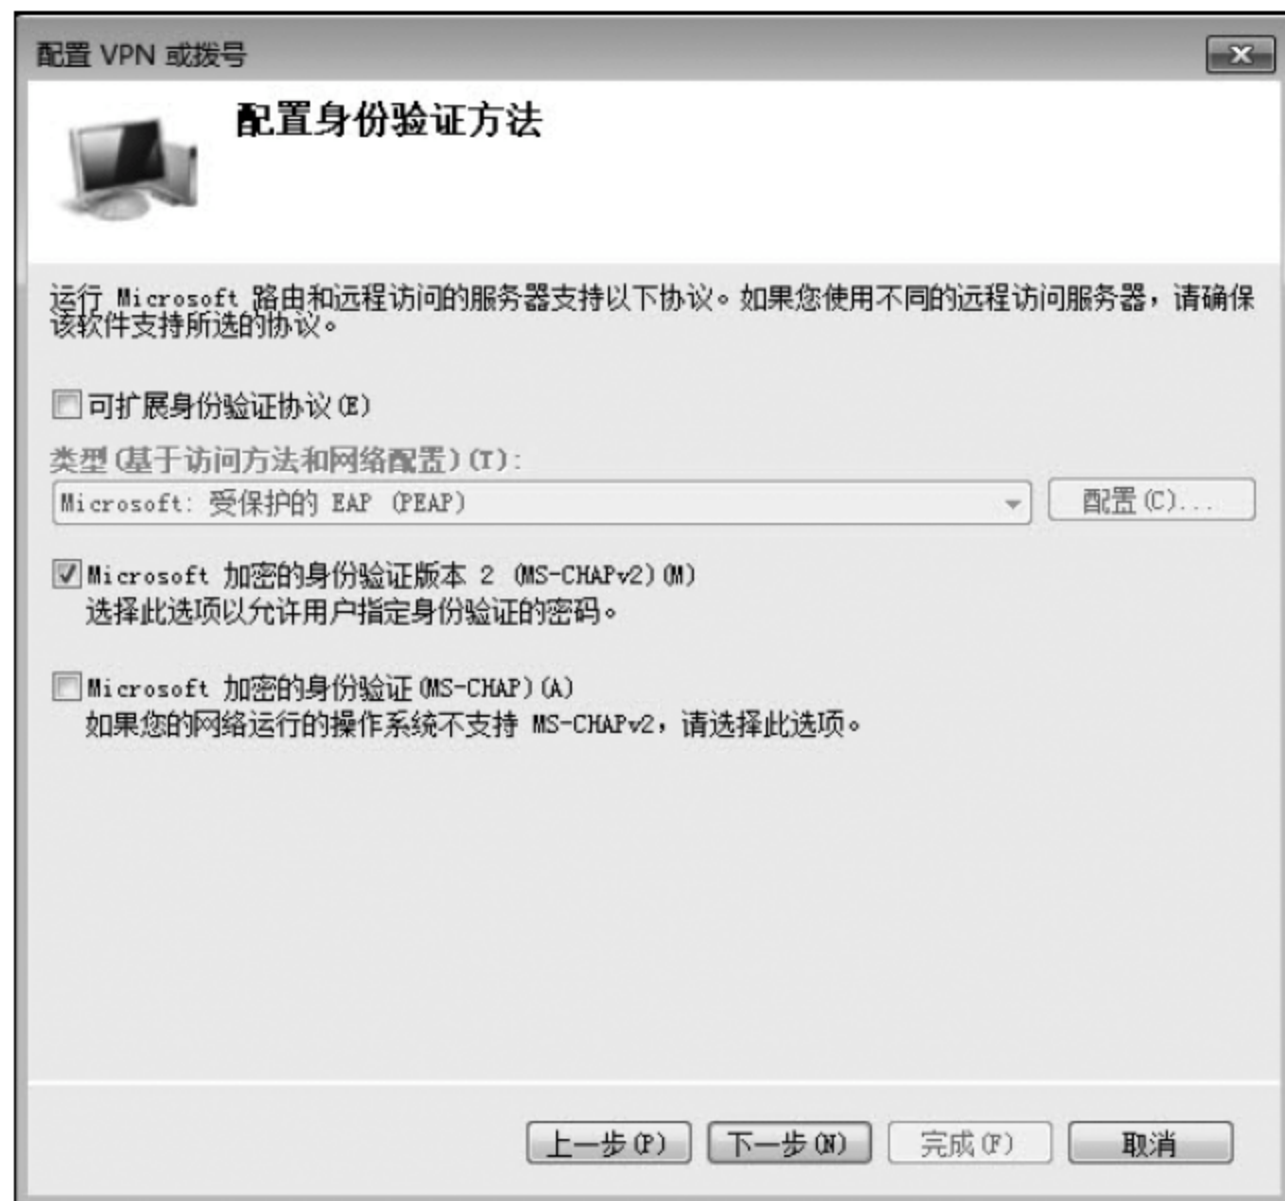 配置 VPN 或拨号
配置身份验证方法
运行 Microsoft 路由和远程访问的服务器支持以下协议。如果您使用不同的远程访问服务器，请确保
该软件支持所选的协议。
可扩展身份验证协议(E)
类型(基于访问方法和网络配置)(T):
Microsoft: 受保护的 EAP (PEAP)
配置(C)...
Microsoft 加密的身份验证版本 2 (MS-CHAPv2)(M)
选择此选项以允许用户指定身份验证的密码。
Microsoft 加密的身份验证(MS-CHAP)(A)
如果您的网络运行的操作系统不支持 MS-CHAPv2，请选择此选项。
上一步(P) 下一步(N) 完成(F) 取消